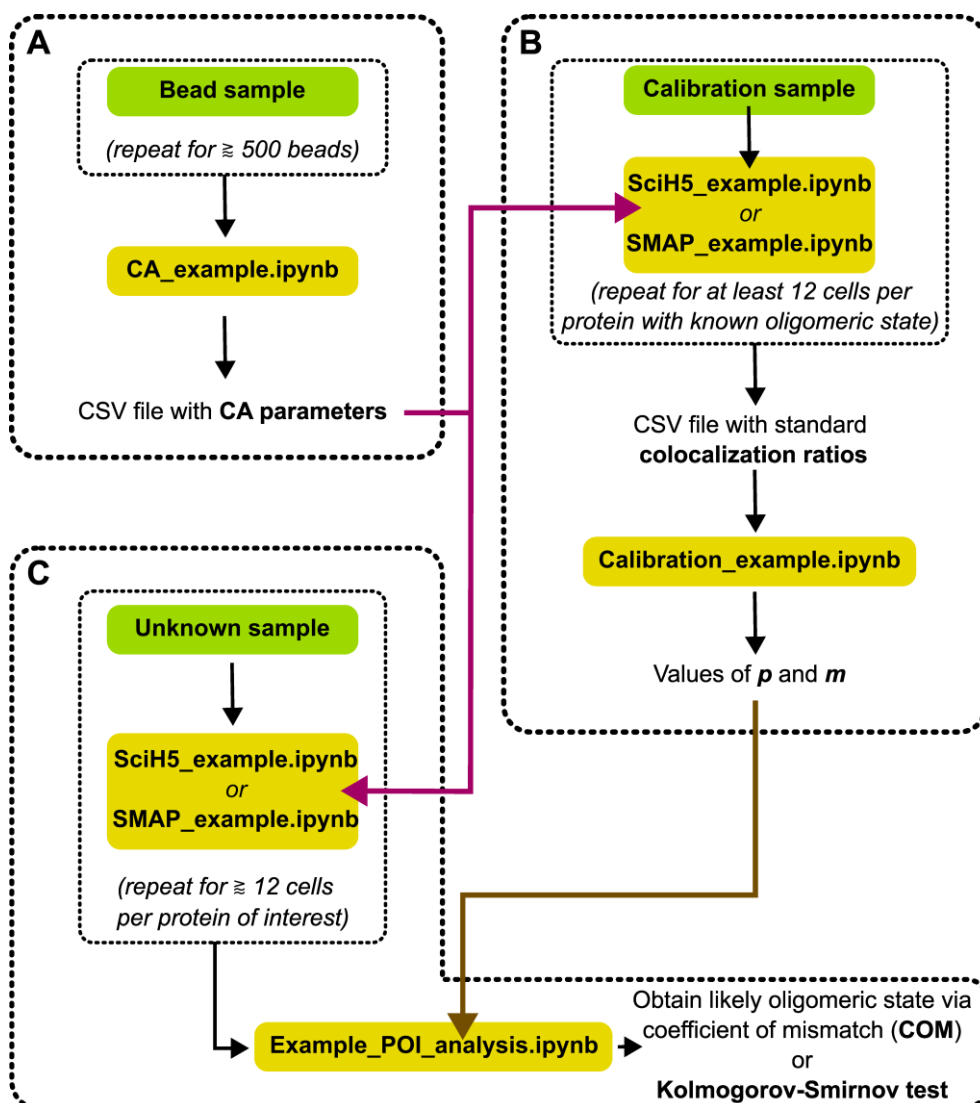 A
Bead sample
(repeat for ≳ 500 beads)
CA_example.ipynb
CSV file with CA parameters
B
Calibration sample
SciH5_example.ipynb
or
SMAP_example.ipynb
(repeat for at least 12 cells per
protein with known oligomeric state)
CSV file with standard
colocalization ratios
Calibration_example.ipynb
Values of p and m
C
Unknown sample
SciH5_example.ipynb
or
SMAP_example.ipynb
(repeat for ≳ 12 cells
per protein of interest)
Example_POI_analysis.ipynb
Obtain likely oligomeric state via
coefficient of mismatch (COM)
or
Kolmogorov-Smirnov test